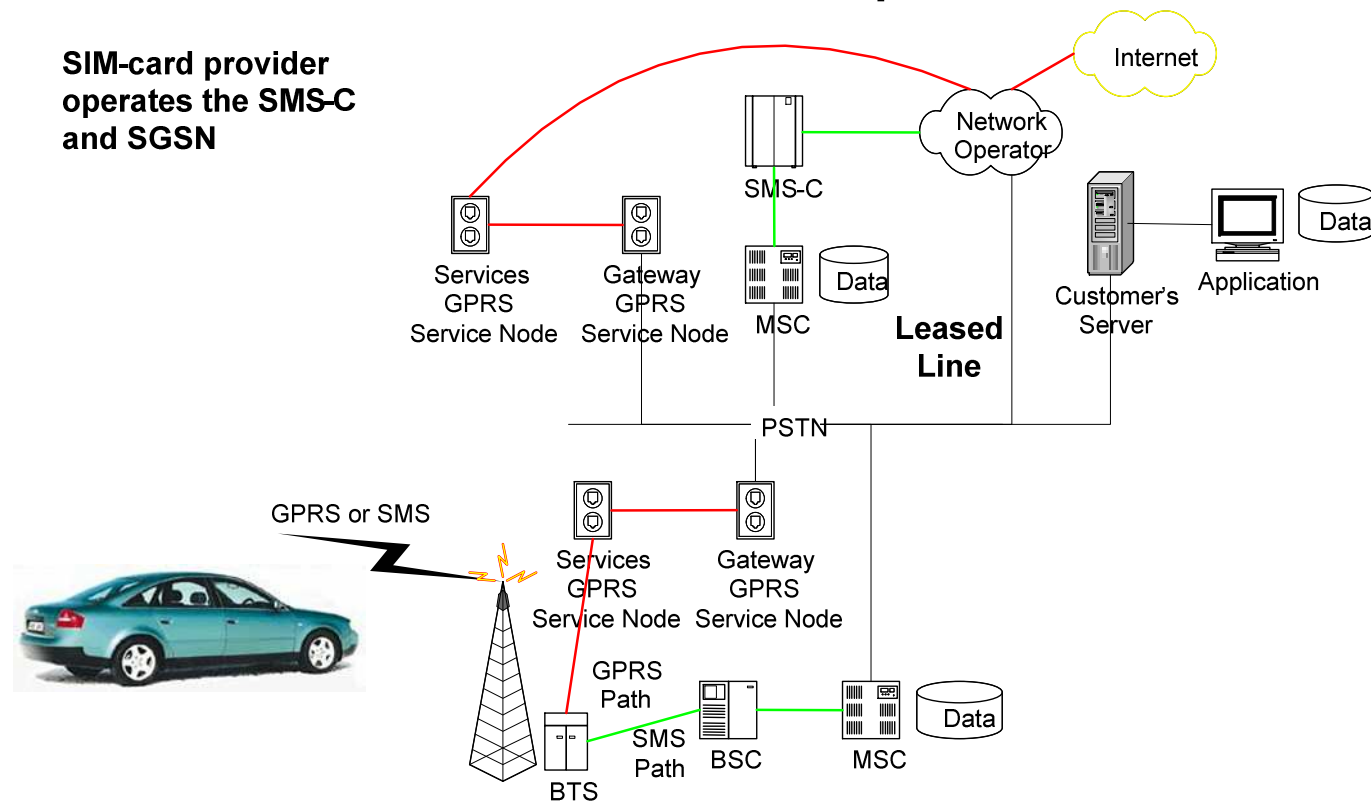 SIM-card provider
operates the SMS-C
and SGSN
Internet
Network
Operator
SMS-C
Data
Services
GPRS
Service Node
Gateway
GPRS
Service Node
Data
MSC
Application
Customer's
Server
Leased
Line
PSTN
GPRS or SMS
Services
GPRS
Service Node
Gateway
GPRS
Service Node
GPRS
Path
SMS
Path
BTS
BSC
MSC
Data